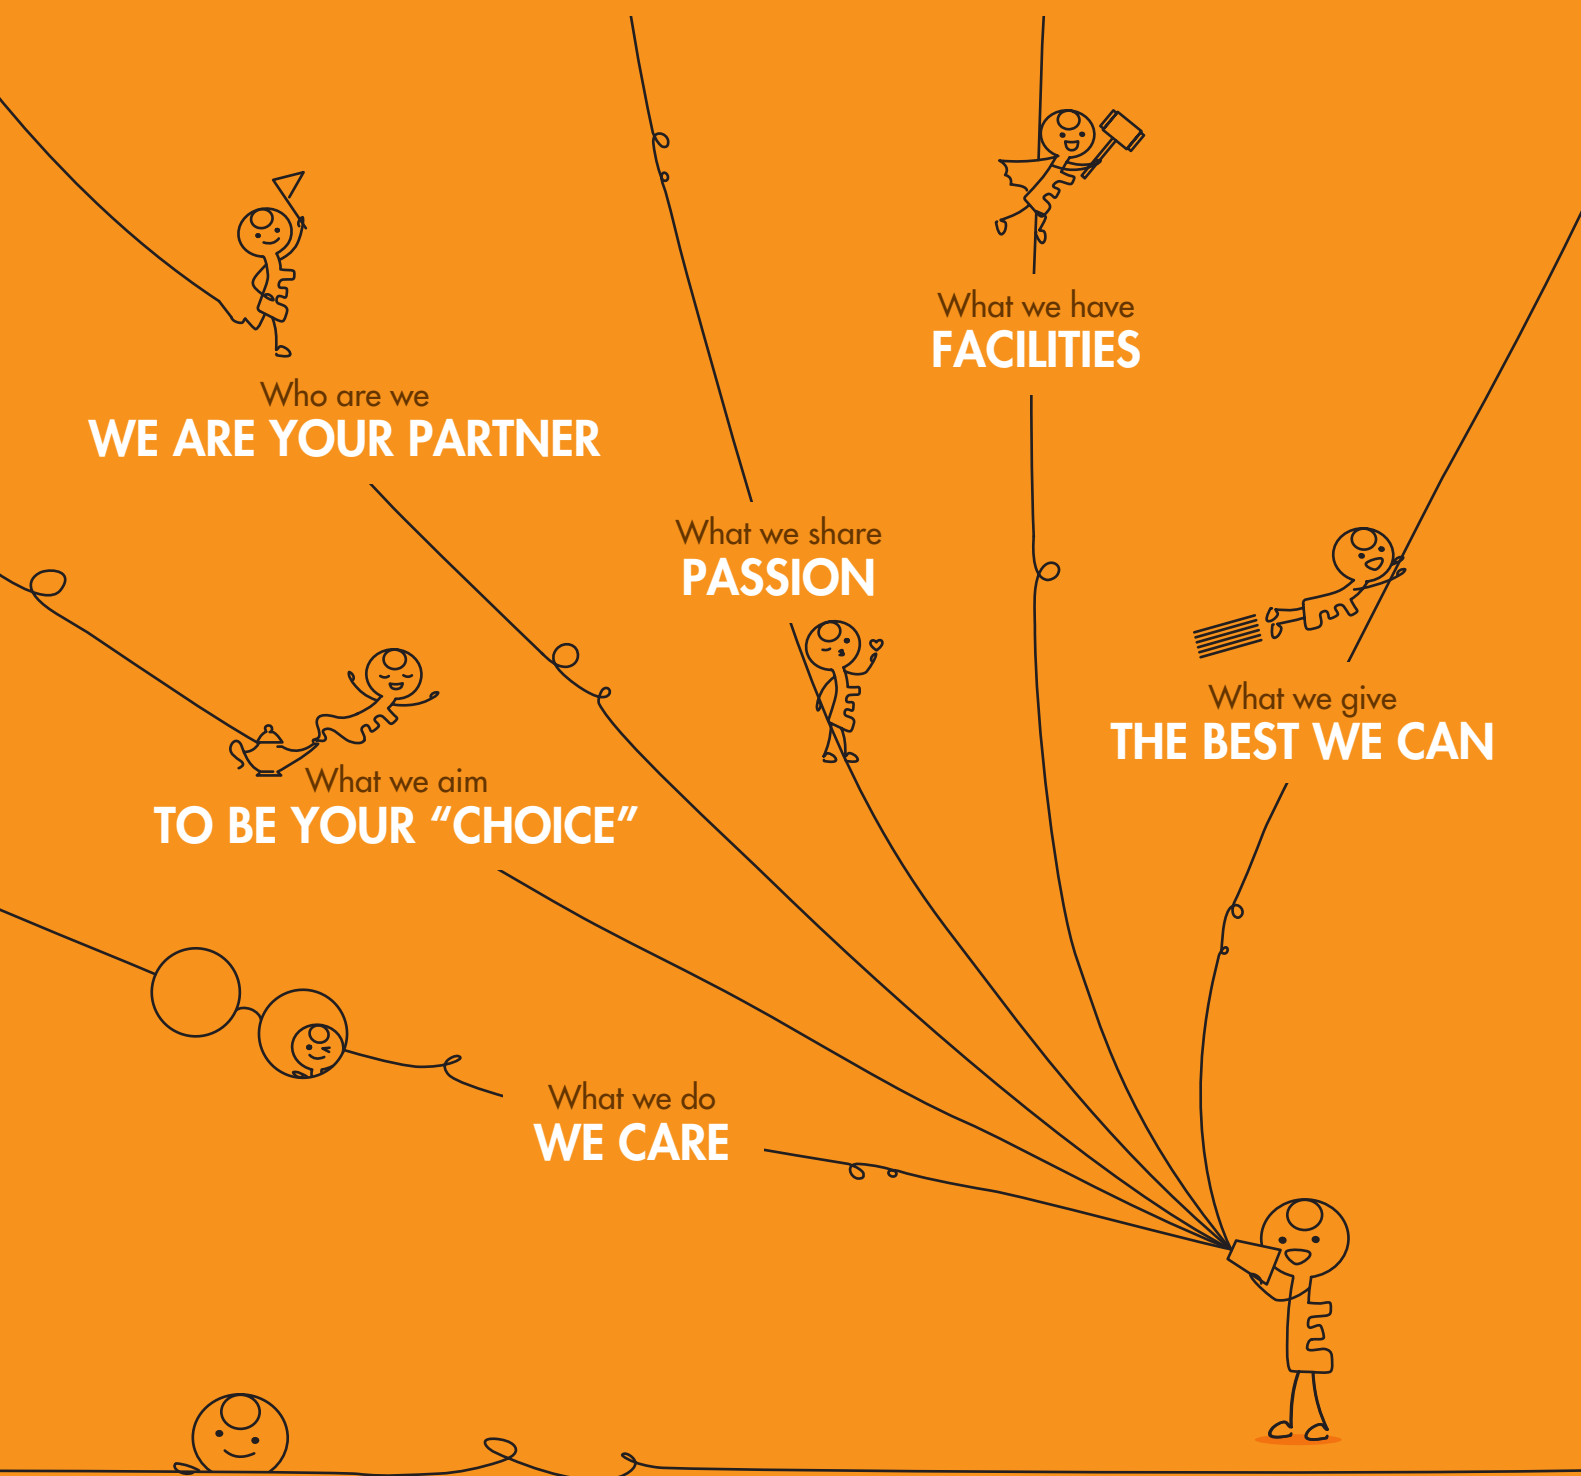 What we have
FACILITIES
Who are we
WE ARE YOUR PARTNER
What we share
PASSION
What we give
THE BEST WE CAN
What we aim
TO BE YOUR “CHOICE”
What we do
WE CARE